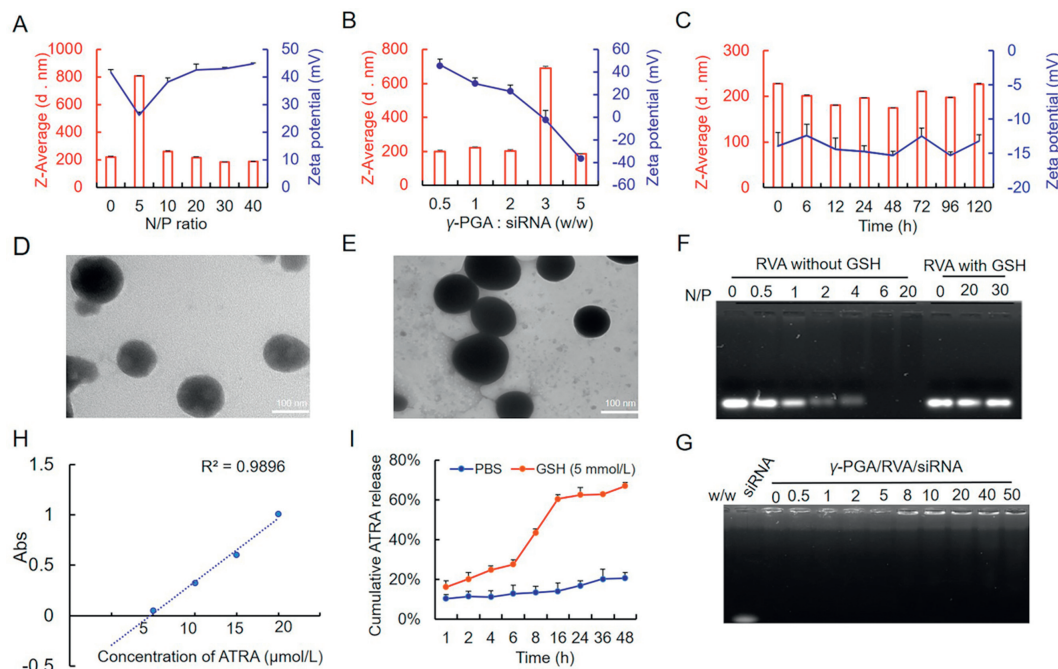 A
1000
800
600
400
200
0
Z-Average (d . nm)
50
40
30
20
10
0
Zeta potential (mV)
0 5 10 20 30 40
N/P ratio
B
800
600
400
200
0
Z-Average (d . nm)
60
40
20
0
-20
-40
-60
Zeta potential (mV)
0.5 1 2 3 5
γ-PGA : siRNA (w/w)
C
300
200
100
0
Z-Average (d . nm)
0
-5
-10
-15
-20
Zeta potential (mV)
0 6 12 24 48 72 96 120
Time (h)
D
100 nm
E
100 nm
F
RVA without GSH RVA with GSH
N/P 0 0.5 1 2 4 6 20 0 20 30
H
R² = 0.9896
1.5
1
0.5
0
-0.5
Abs
5 10 15 20
Concentration of ATRA (μmol/L)
I
80%
60%
40%
20%
0%
Cumulative ATRA release
PBS GSH (5 mmol/L)
1 2 4 6 8 16 24 36 48
Time (h)
G
γ-PGA/RVA/siRNA
w/w siRNA 0 0.5 1 2 5 8 10 20 40 50